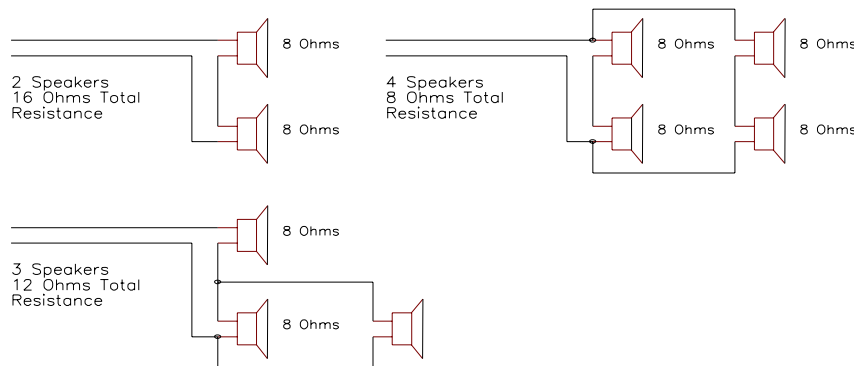 8 Ohms
2 Speakers
16 Ohms Total
Resistance
8 Ohms
8 Ohms
8 Ohms
4 Speakers
8 Ohms Total
Resistance
8 Ohms
8 Ohms
8 Ohms
3 Speakers
12 Ohms Total
Resistance
8 Ohms